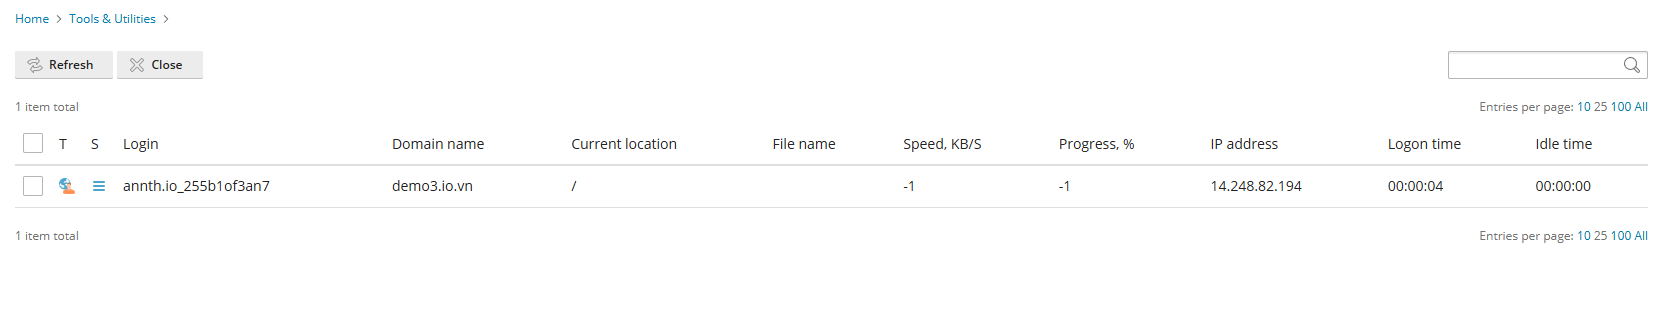 Home > Tools & Utilities >
Refresh Close
1 item total Entries per page: 10 25 100 All
T S Login Domain name Current location File name Speed, KB/S Progress, % IP address Logon time Idle time
annth.io_255b1of3an7 demo3.io.vn / -1 -1 14.248.82.194 00:00:04 00:00:00
1 item total Entries per page: 10 25 100 All